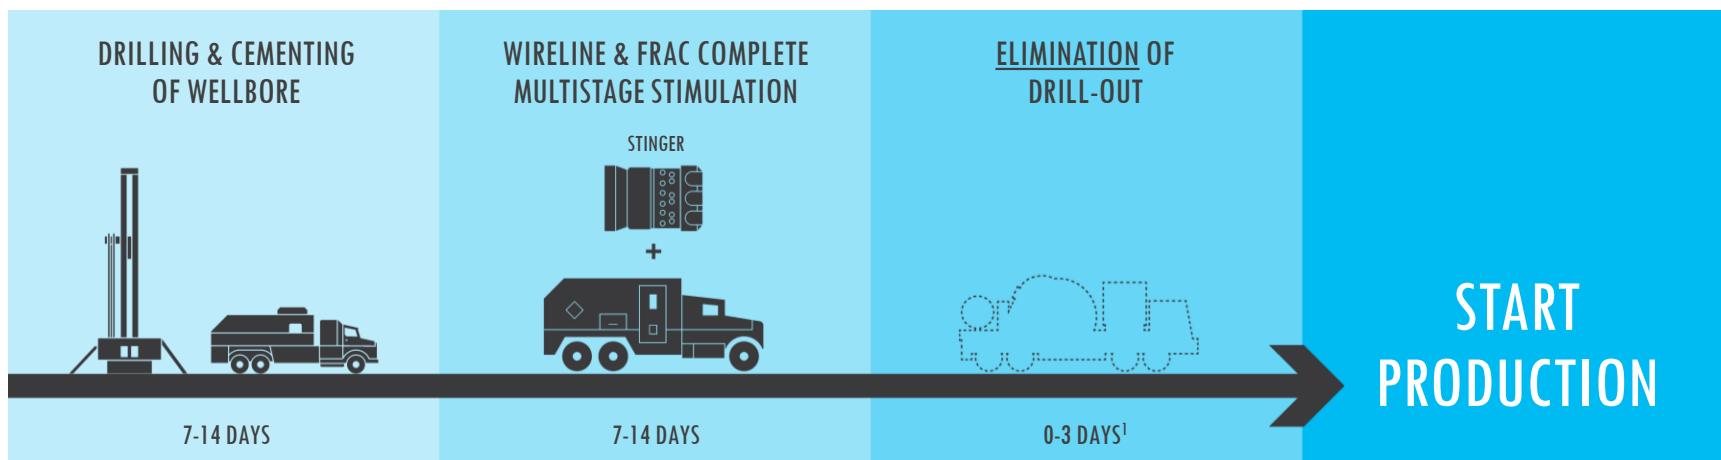 DRILLING & CEMENTING
OF WELLBORE
7-14 DAYS
WIRELINE & FRAC COMPLETE
MULTISTAGE STIMULATION
STINGER
+
7-14 DAYS
ELIMINATION OF
DRILL-OUT
0-3 DAYS¹
START
PRODUCTION